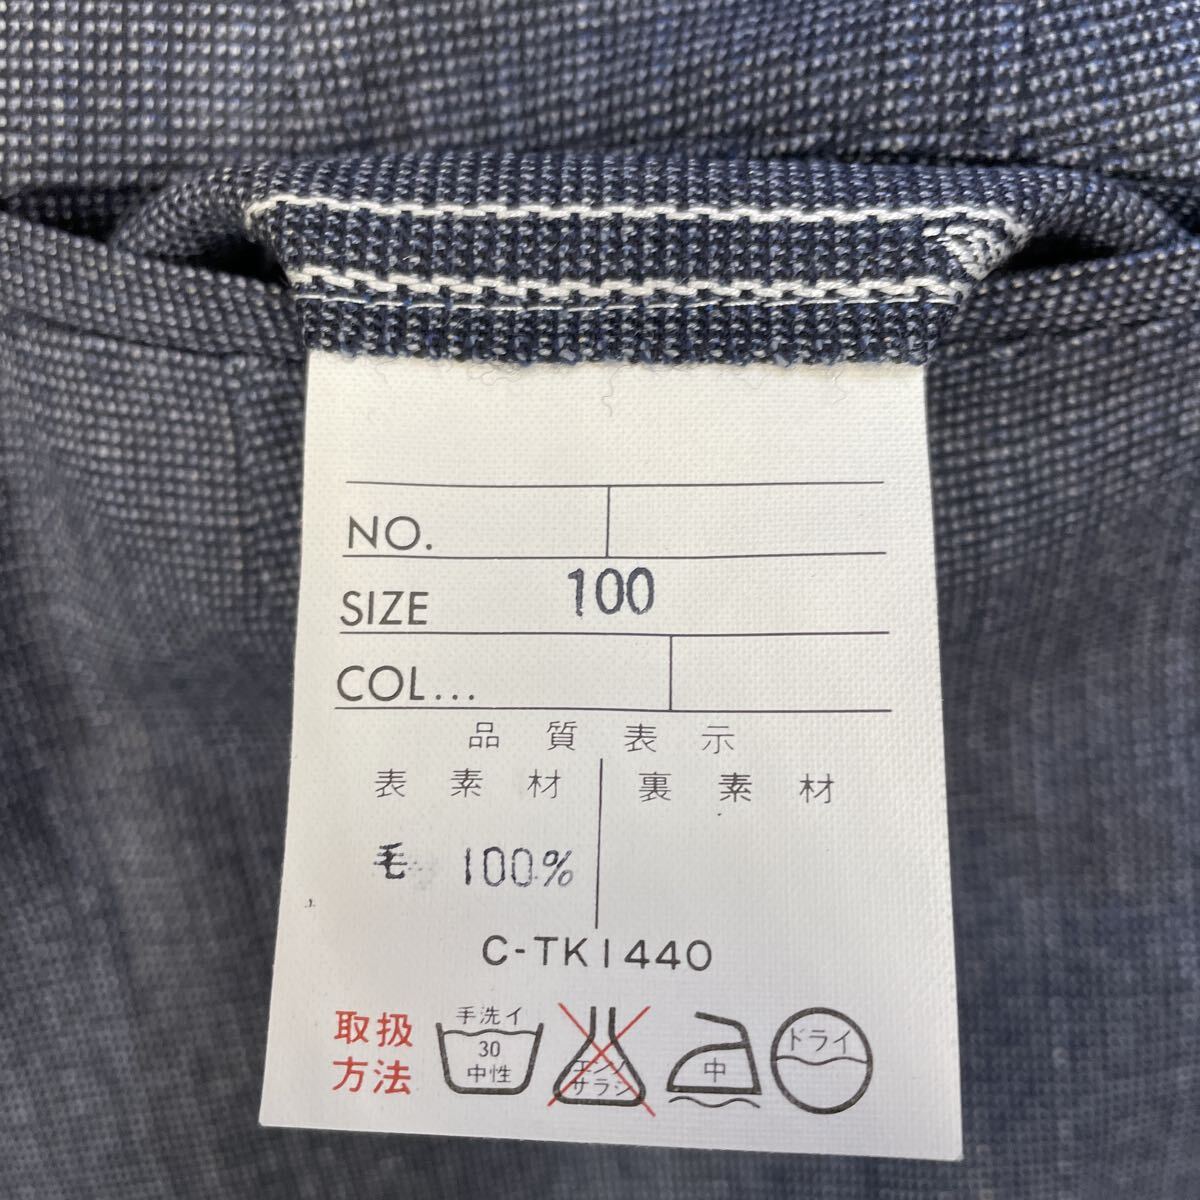 NO.
SIZE 100
COL...
品質表示
表素材 裏素材
毛 100%
C-TK1440
取扱方法
手洗イ
30
中性
エンソ
サラシ
中
ドライ